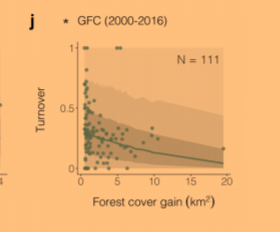 j * GFC (2000-2016)
1
N = 111
Turnover
0.5
0
0 5 10 15 20
Forest cover gain (km²)
4